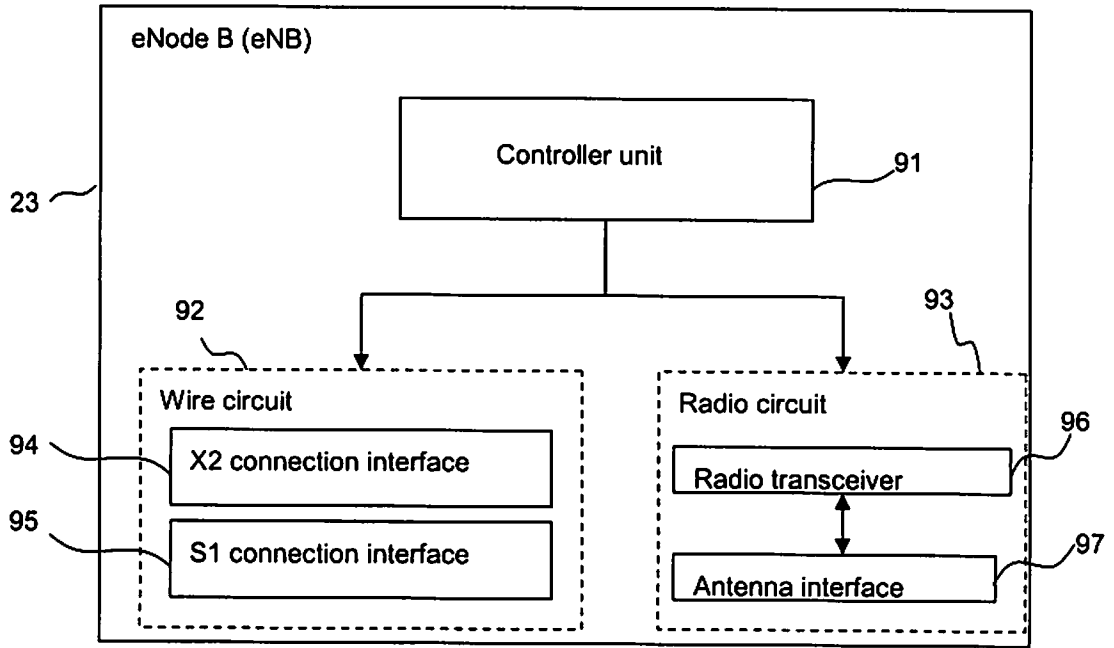 eNode B (eNB)
Controller unit
91
23
92
93
Wire circuit
Radio circuit
94
X2 connection interface
96
Radio transceiver
95
S1 connection interface
97
Antenna interface